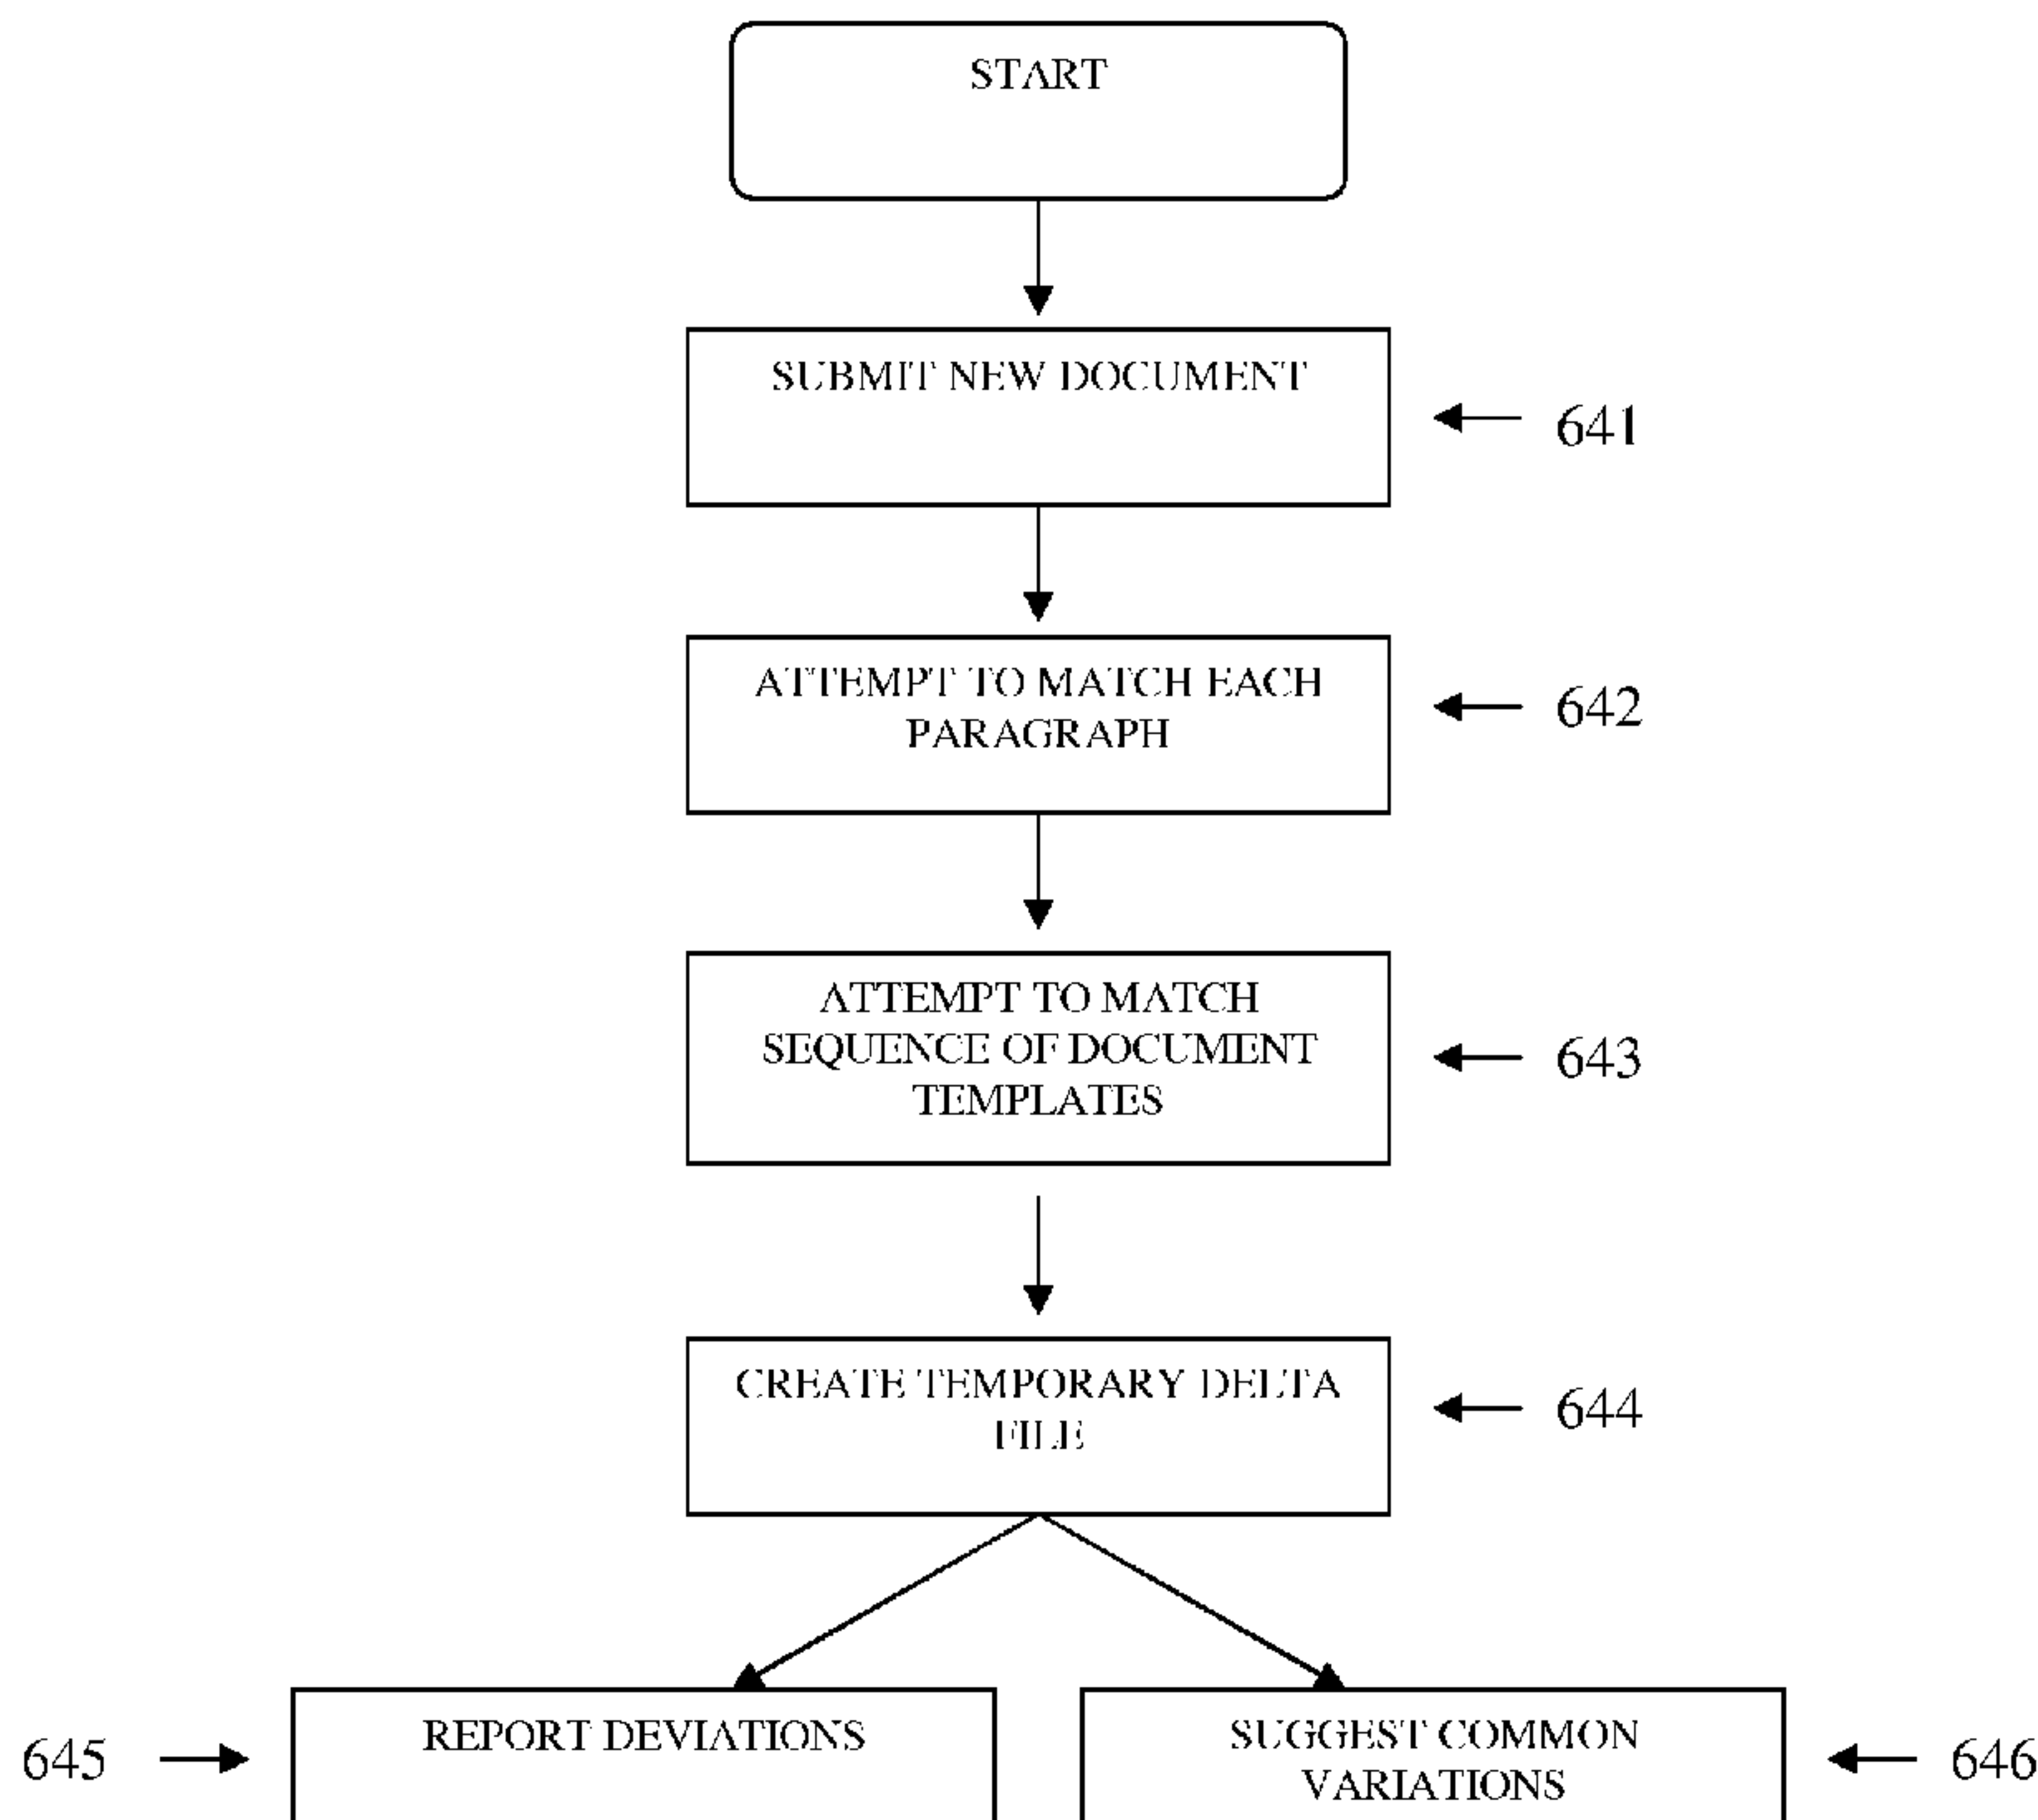 START
SUBMIT NEW DOCUMENT
641
ATTEMPT TO MATCH EACH
PARAGRAPH
642
ATTEMPT TO MATCH
SEQUENCE OF DOCUMENT
TEMPLATES
643
CREATE TEMPORARY DELTA
FILE
644
645
REPORT DEVIATIONS
SUGGEST COMMON
VARIATIONS
646